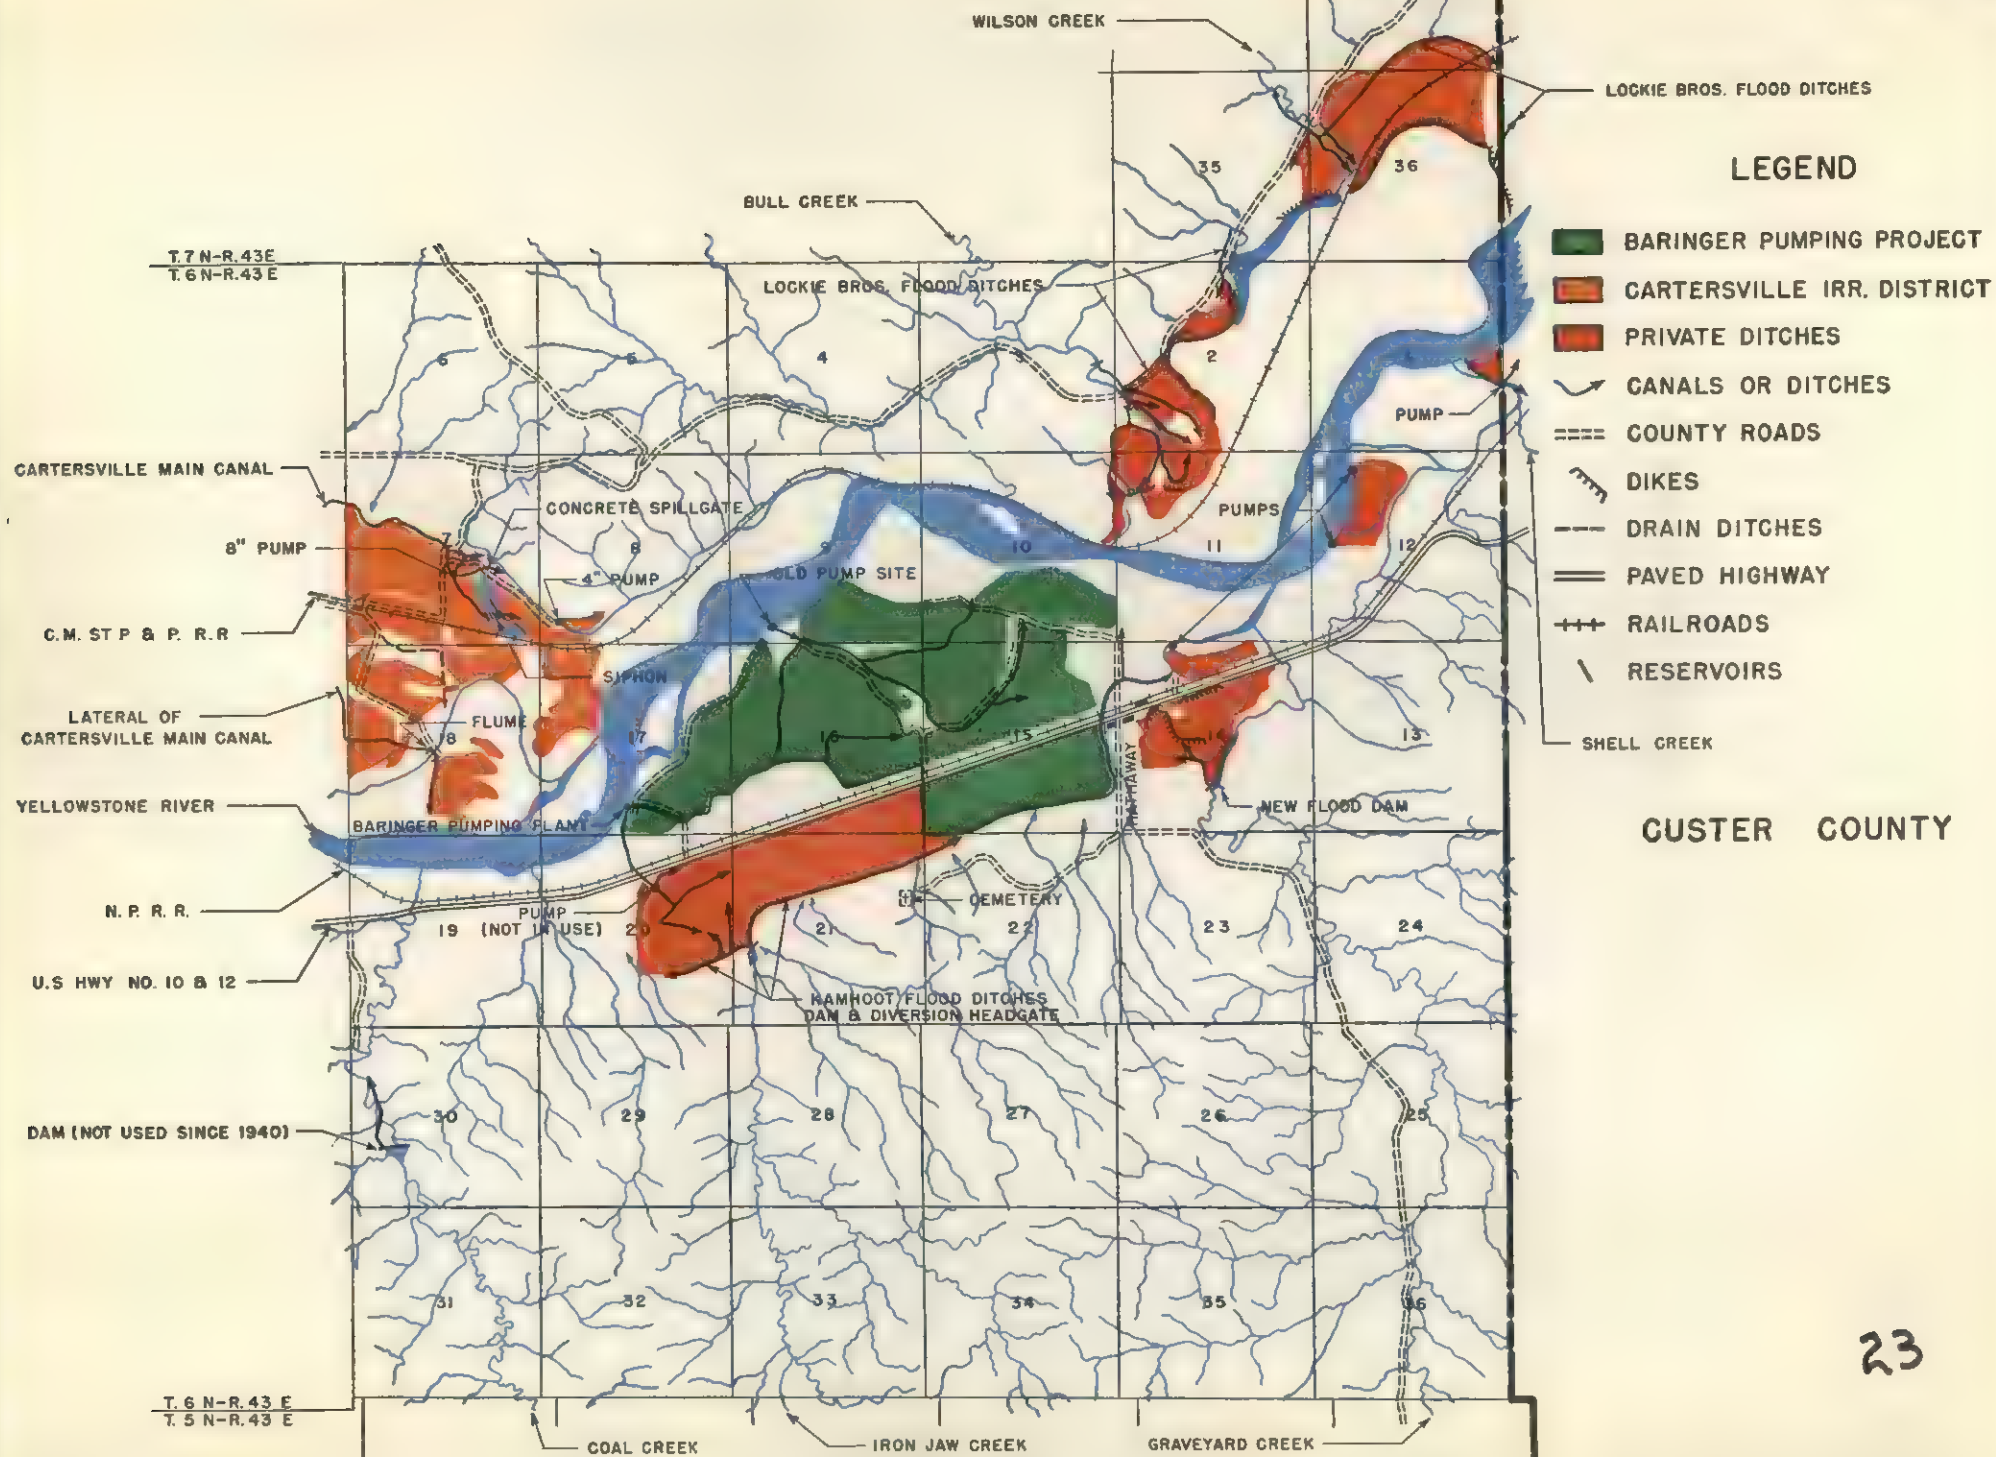 WILSON CREEK
LOCKIE BROS. FLOOD DITCHES
LEGEND
BARINGER PUMPING PROJECT
CARTERSVILLE IRR. DISTRICT
PRIVATE DITCHES
CANALS OR DITCHES
COUNTY ROADS
DIKES
DRAIN DITCHES
PAVED HIGHWAY
RAILROADS
RESERVOIRS
SHELL CREEK
CUSTER COUNTY
23
35
36
BULL CREEK
T. 7 N-R. 43 E
T. 6 N-R. 43 E
LOCKIE BROS. FLOOD DITCHES
6
5
4
3
2
PUMP
CARTERSVILLE MAIN CANAL
CONCRETE SPILLGATE
PUMPS
8" PUMP
7
8
9
10
11
12
4" PUMP
OLD PUMP SITE
C.M. ST P & P. R.R
SIPHON
LATERAL OF
CARTERSVILLE MAIN CANAL
FLUME
18
17
16
15
14
13
HATHAWAY
YELLOWSTONE RIVER
NEW FLOOD DAM
BARINGER PUMPING PLANT
N. P. R. R.
PUMP
(NOT IN USE)
CEMETERY
19
20
21
22
23
24
U.S HWY NO. 10 & 12
KAMHOOT FLOOD DITCHES
DAM & DIVERSION HEADGATE
30
29
28
27
26
25
DAM (NOT USED SINCE 1940)
31
32
33
34
35
36
T. 6 N-R. 43 E
T. 5 N-R. 43 E
COAL CREEK
IRON JAW CREEK
GRAVEYARD CREEK